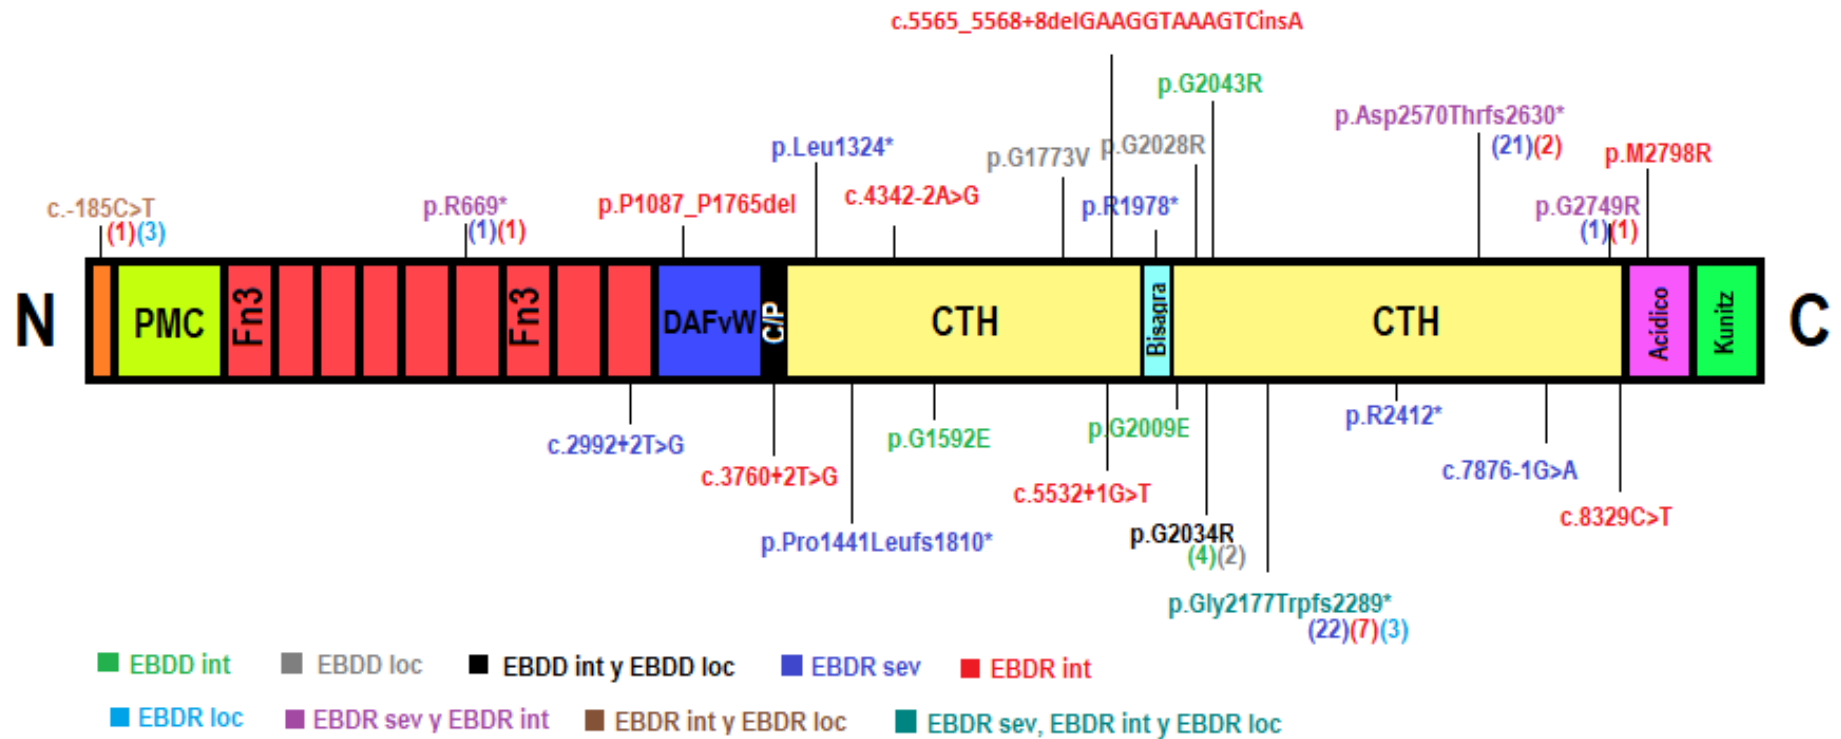 c.5565_5568+8delGAAGGTAAAGTCinsA
p.G2043R
p.Asp2570Thrfs2630*
(21)(2)
p.Leu1324*
p.G1773V
p.G2028R
p.M2798R
c.-185C>T
(1)(3)
p.R669*
(1)(1)
p.P1087_P1765del
c.4342-2A>G
p.R1978*
p.G2749R
(1)(1)
N
PMC
Fn3
Fn3
DAFvW
C/P
CTH
Bisagra
CTH
Acídico
Kunitz
C
c.2992+2T>G
c.3760+2T>G
p.Pro1441Leufs1810*
p.G1592E
c.5532+1G>T
p.G2009E
p.G2034R
(4)(2)
p.Gly2177Trpfs2289*
(22)(7)(3)
p.R2412*
c.7876-1G>A
c.8329C>T
EBDD int
EBDD loc
EBDD int y EBDD loc
EBDR sev
EBDR int
EBDR loc
EBDR sev y EBDR int
EBDR int y EBDR loc
EBDR sev, EBDR int y EBDR loc